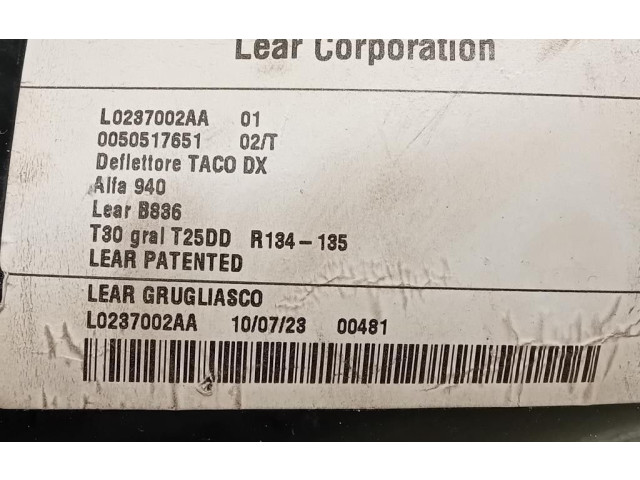 Lear Corporation
L0237002AA 01
0050517651 02/T
Deflettore TACO DX
Alfa 940
Lear B836
T30 gral T25DD R134-135
LEAR PATENTED
LEAR GRUGLIASCO
L0237002AA 10/07/23 00481